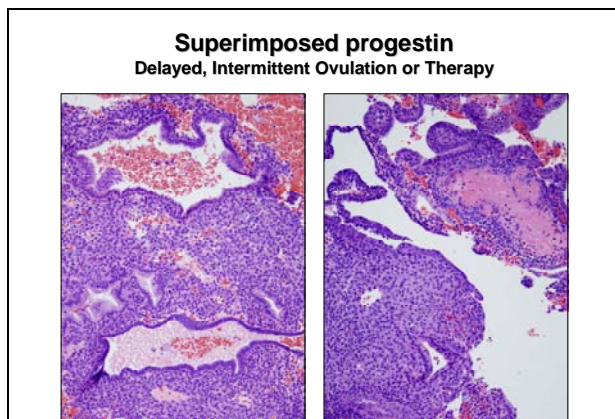 Superimposed progestin
Delayed, Intermittent Ovulation or Therapy